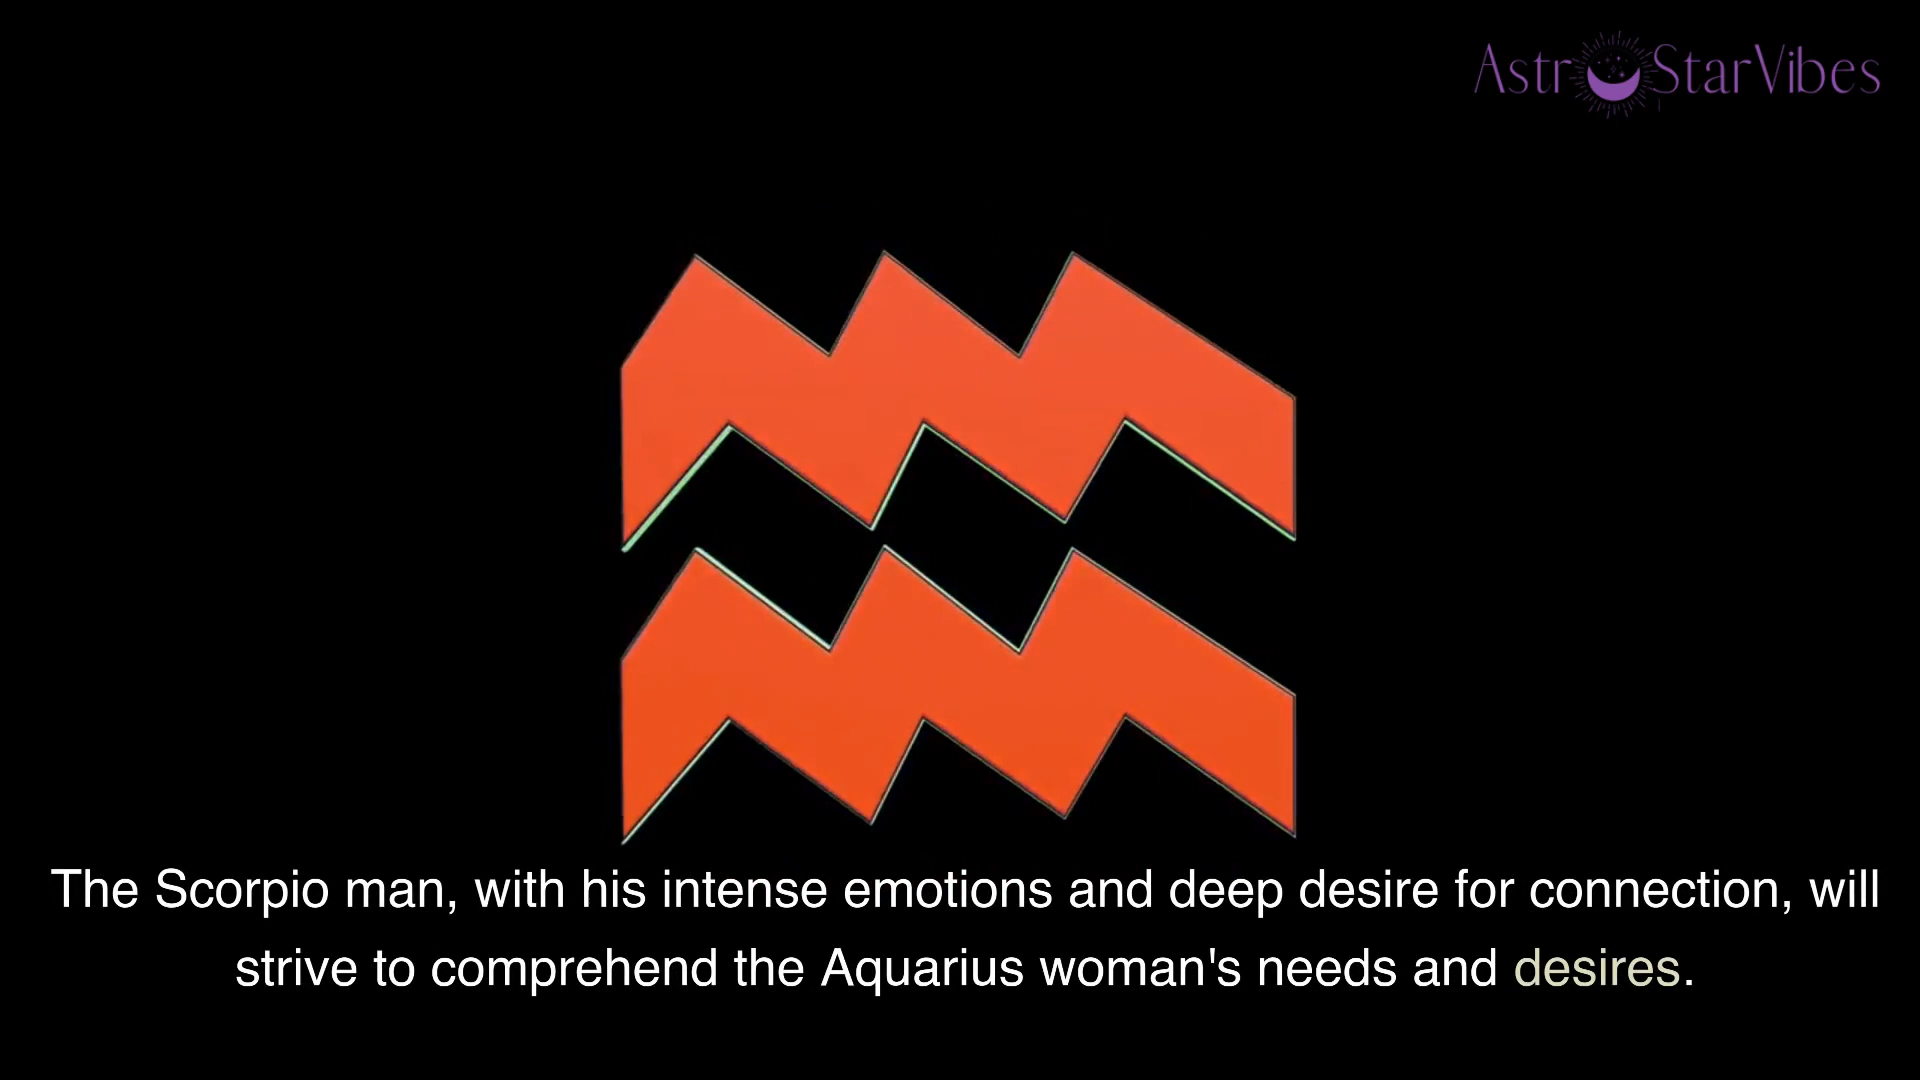 AstroStarVibes
The Scorpio man, with his intense emotions and deep desire for connection, will
strive to comprehend the Aquarius woman's needs and desires.